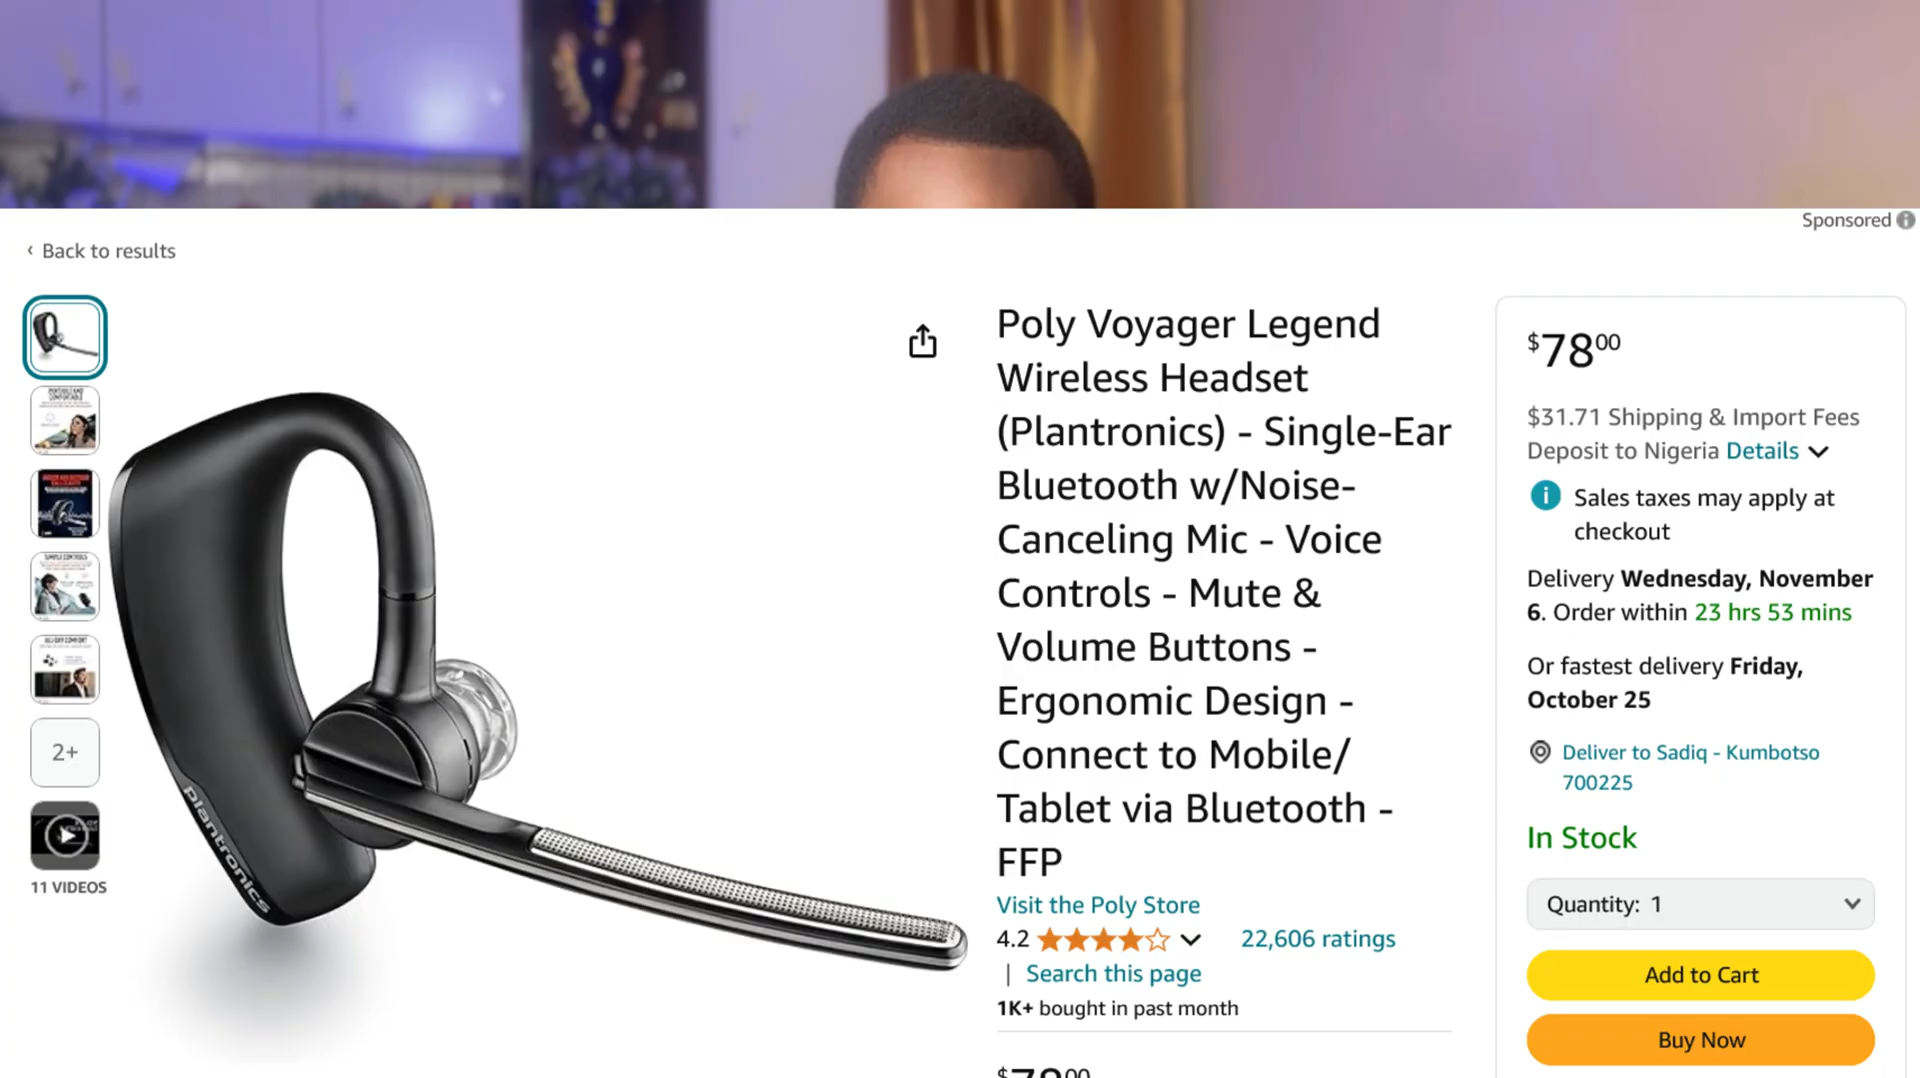 Sponsored
‹ Back to results
Poly Voyager Legend
Wireless Headset
(Plantronics) - Single-Ear
Bluetooth w/Noise-
Canceling Mic - Voice
Controls - Mute &
Volume Buttons -
Ergonomic Design -
Connect to Mobile/
Tablet via Bluetooth -
FFP
Visit the Poly Store
4.2
22,606 ratings
| Search this page
1K+ bought in past month
$7800
$7800
$31.71 Shipping & Import Fees
Deposit to Nigeria Details
Sales taxes may apply at
checkout
Delivery Wednesday, November
6. Order within 23 hrs 53 mins
Or fastest delivery Friday,
October 25
Deliver to Sadiq - Kumbotso
700225
In Stock
Quantity: 1
Add to Cart
Buy Now
2+
11 VIDEOS
plantronics